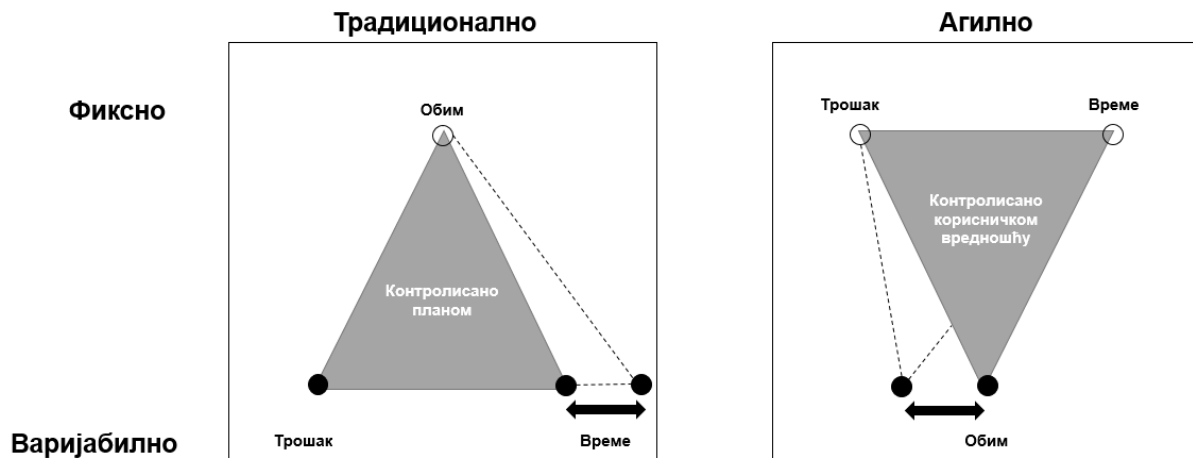 Традиционално
Агилно
Фиксно
Обим
Трошак
Време
Контролисано
корисничком
вредношћу
Контролисано
планом
Варијабилно
Трошак
Време
Обим